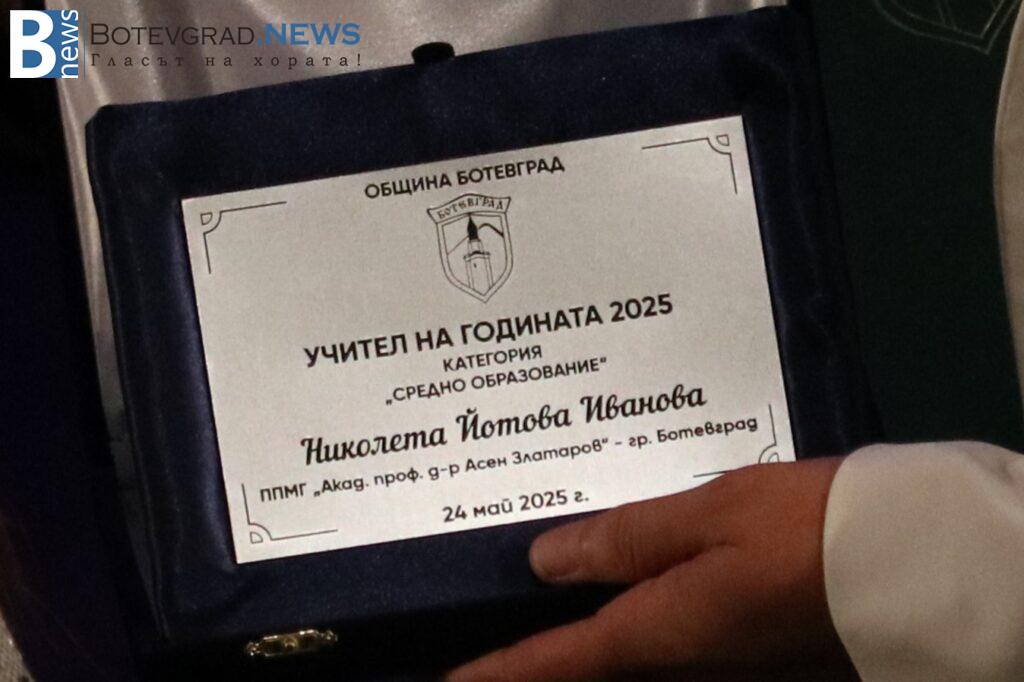 B news
BOTEVGRAD.NEWS
Гласът на хората!
ОБЩИНА БОТЕВГРАД
БОТЕВГРАД
УЧИТЕЛ НА ГОДИНАТА 2025
КАТЕГОРИЯ
„СРЕДНО ОБРАЗОВАНИЕ“
Николета Йотова Иванова
ППМГ „Акад. проф. д-р Асен Златаров“ - гр. Ботевград
24 май 2025 г.